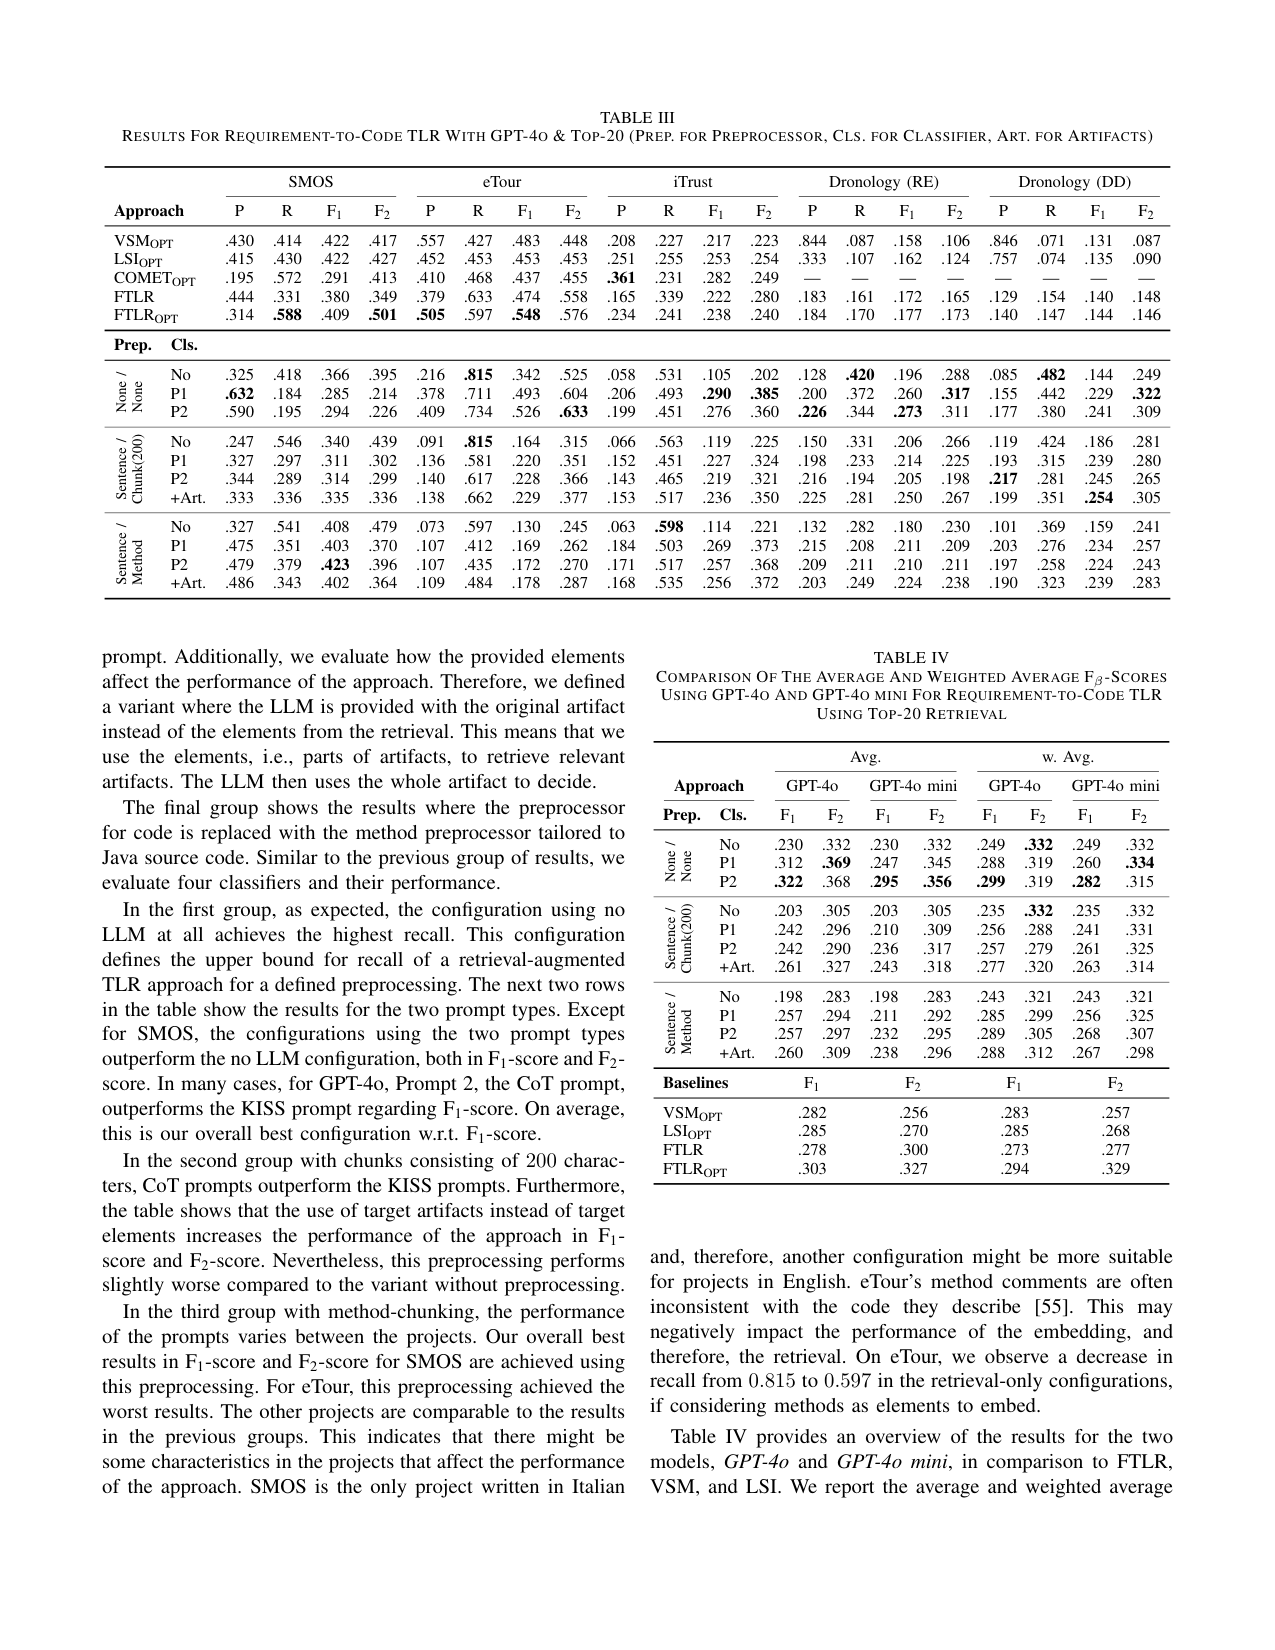 TABLE III
RESULTS FOR REQUIREMENT-TO-CODE TLR WITH GPT-4O & TOP-20 (PREP. FOR PREPROCESSOR, CLS. FOR CLASSIFIER, ART. FOR ARTIFACTS)
SMOS eTour iTrust Dronology (RE) Dronology (DD)
Approach P R F1 F2 P R F1 F2 P R F1 F2 P R F1 F2 P R F1 F2
VSMOPT .430 .414 .422 .417 .557 .427 .483 .448 .208 .227 .217 .223 .844 .087 .158 .106 .846 .071 .131 .087
LSIOPT .415 .430 .422 .427 .452 .453 .453 .453 .251 .255 .253 .254 .333 .107 .162 .124 .757 .074 .135 .090
COMETOPT .195 .572 .291 .413 .410 .468 .437 .455 .361 .231 .282 .249 — — — — — — — —
FTLR .444 .331 .380 .349 .379 .633 .474 .558 .165 .339 .222 .280 .183 .161 .172 .165 .129 .154 .140 .148
FTLROPT .314 .588 .409 .501 .505 .597 .548 .576 .234 .241 .238 .240 .184 .170 .177 .173 .140 .147 .144 .146
Prep. Cls.
None / None
No .325 .418 .366 .395 .216 .815 .342 .525 .058 .531 .105 .202 .128 .420 .196 .288 .085 .482 .144 .249
P1 .632 .184 .285 .214 .378 .711 .493 .604 .206 .493 .290 .385 .200 .372 .260 .317 .155 .442 .229 .322
P2 .590 .195 .294 .226 .409 .734 .526 .633 .199 .451 .276 .360 .226 .344 .273 .311 .177 .380 .241 .309
Sentence / Chunk(200)
No .247 .546 .340 .439 .091 .815 .164 .315 .066 .563 .119 .225 .150 .331 .206 .266 .119 .424 .186 .281
P1 .327 .297 .311 .302 .136 .581 .220 .351 .152 .451 .227 .324 .198 .233 .214 .225 .193 .315 .239 .280
P2 .344 .289 .314 .299 .140 .617 .228 .366 .143 .465 .219 .321 .216 .194 .205 .198 .217 .281 .245 .265
+Art. .333 .336 .335 .336 .138 .662 .229 .377 .153 .517 .236 .350 .225 .281 .250 .267 .199 .351 .254 .305
Sentence / Method
No .327 .541 .408 .479 .073 .597 .130 .245 .063 .598 .114 .221 .132 .282 .180 .230 .101 .369 .159 .241
P1 .475 .351 .403 .370 .107 .412 .169 .262 .184 .503 .269 .373 .215 .208 .211 .209 .203 .276 .234 .257
P2 .479 .379 .423 .396 .107 .435 .172 .270 .171 .517 .257 .368 .209 .211 .210 .211 .197 .258 .224 .243
+Art. .486 .343 .402 .364 .109 .484 .178 .287 .168 .535 .256 .372 .203 .249 .224 .238 .190 .323 .239 .283
prompt. Additionally, we evaluate how the provided elements
affect the performance of the approach. Therefore, we defined
a variant where the LLM is provided with the original artifact
instead of the elements from the retrieval. This means that we
use the elements, i.e., parts of artifacts, to retrieve relevant
artifacts. The LLM then uses the whole artifact to decide.
The final group shows the results where the preprocessor
for code is replaced with the method preprocessor tailored to
Java source code. Similar to the previous group of results, we
evaluate four classifiers and their performance.
In the first group, as expected, the configuration using no
LLM at all achieves the highest recall. This configuration
defines the upper bound for recall of a retrieval-augmented
TLR approach for a defined preprocessing. The next two rows
in the table show the results for the two prompt types. Except
for SMOS, the configurations using the two prompt types
outperform the no LLM configuration, both in F1-score and F2-
score. In many cases, for GPT-4o, Prompt 2, the CoT prompt,
outperforms the KISS prompt regarding F1-score. On average,
this is our overall best configuration w.r.t. F1-score.
In the second group with chunks consisting of 200 charac-
ters, CoT prompts outperform the KISS prompts. Furthermore,
the table shows that the use of target artifacts instead of target
elements increases the performance of the approach in F1-
score and F2-score. Nevertheless, this preprocessing performs
slightly worse compared to the variant without preprocessing.
In the third group with method-chunking, the performance
of the prompts varies between the projects. Our overall best
results in F1-score and F2-score for SMOS are achieved using
this preprocessing. For eTour, this preprocessing achieved the
worst results. The other projects are comparable to the results
in the previous groups. This indicates that there might be
some characteristics in the projects that affect the performance
of the approach. SMOS is the only project written in Italian
TABLE IV
COMPARISON OF THE AVERAGE AND WEIGHTED AVERAGE Fβ-SCORES
USING GPT-4O AND GPT-4O MINI FOR REQUIREMENT-TO-CODE TLR
USING TOP-20 RETRIEVAL
Avg. w. Avg.
Approach GPT-4o GPT-4o mini GPT-4o GPT-4o mini
Prep. Cls. F1 F2 F1 F2 F1 F2 F1 F2
None / None
No .230 .332 .230 .332 .249 .332 .249 .332
P1 .312 .369 .247 .345 .288 .319 .260 .334
P2 .322 .368 .295 .356 .299 .319 .282 .315
Sentence / Chunk(200)
No .203 .305 .203 .305 .235 .332 .235 .332
P1 .242 .296 .210 .309 .256 .288 .241 .331
P2 .242 .290 .236 .317 .257 .279 .261 .325
+Art. .261 .327 .243 .318 .277 .320 .263 .314
Sentence / Method
No .198 .283 .198 .283 .243 .321 .243 .321
P1 .257 .294 .211 .292 .285 .299 .256 .325
P2 .257 .297 .232 .295 .289 .305 .268 .307
+Art. .260 .309 .238 .296 .288 .312 .267 .298
Baselines F1 F2 F1 F2
VSMOPT .282 .256 .283 .257
LSIOPT .285 .270 .285 .268
FTLR .278 .300 .273 .277
FTLROPT .303 .327 .294 .329
and, therefore, another configuration might be more suitable
for projects in English. eTour's method comments are often
inconsistent with the code they describe [55]. This may
negatively impact the performance of the embedding, and
therefore, the retrieval. On eTour, we observe a decrease in
recall from 0.815 to 0.597 in the retrieval-only configurations,
if considering methods as elements to embed.
Table IV provides an overview of the results for the two
models, GPT-4o and GPT-4o mini, in comparison to FTLR,
VSM, and LSI. We report the average and weighted average